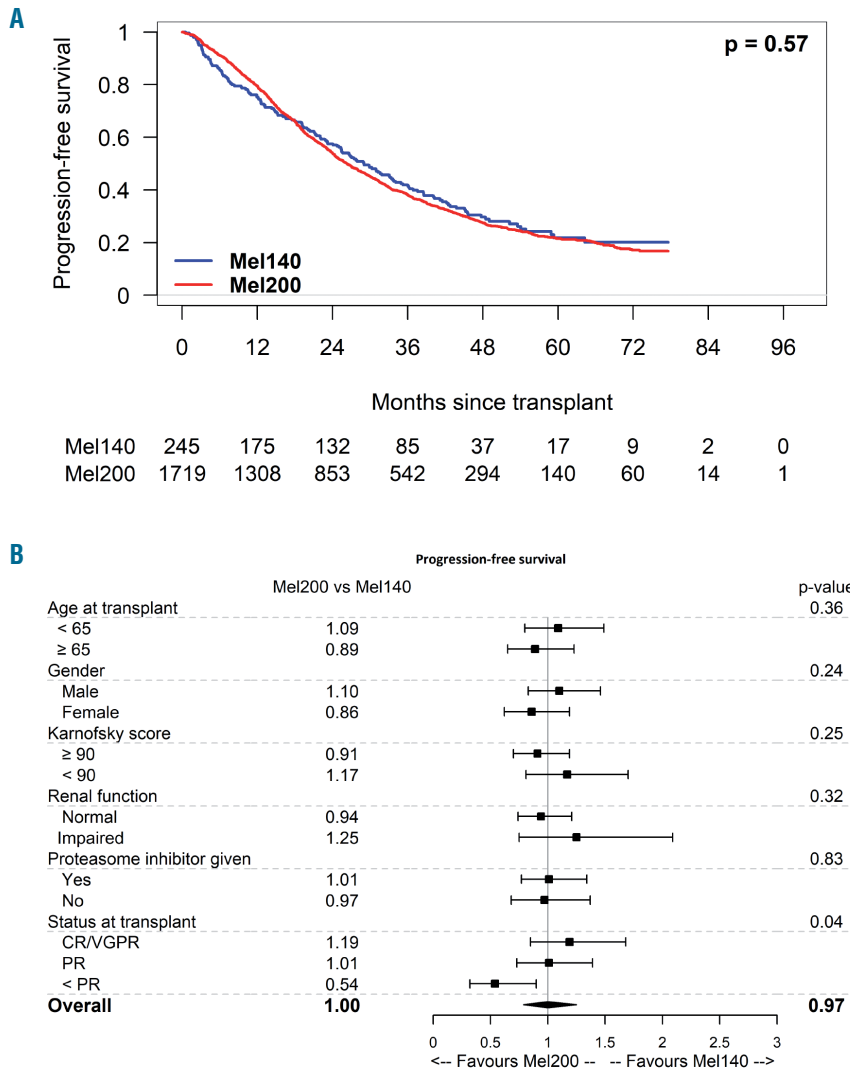 A
p = 0.57
Progression-free survival
1
0.8
0.6
0.4
0.2
0
Mel140
Mel200
0 12 24 36 48 60 72 84 96
Months since transplant
Mel140 245 175 132 85 37 17 9 2 0
Mel200 1719 1308 853 542 294 140 60 14 1
B
Progression-free survival
Mel200 vs Mel140 p-value
Age at transplant 0.36
< 65 1.09
≥ 65 0.89
Gender 0.24
Male 1.10
Female 0.86
Karnofsky score 0.25
≥ 90 0.91
< 90 1.17
Renal function 0.32
Normal 0.94
Impaired 1.25
Proteasome inhibitor given 0.83
Yes 1.01
No 0.97
Status at transplant 0.04
CR/VGPR 1.19
PR 1.01
< PR 0.54
Overall 1.00 0.97
0 0.5 1 1.5 2 2.5 3
<-- Favours Mel200 -- -- Favours Mel140 -->